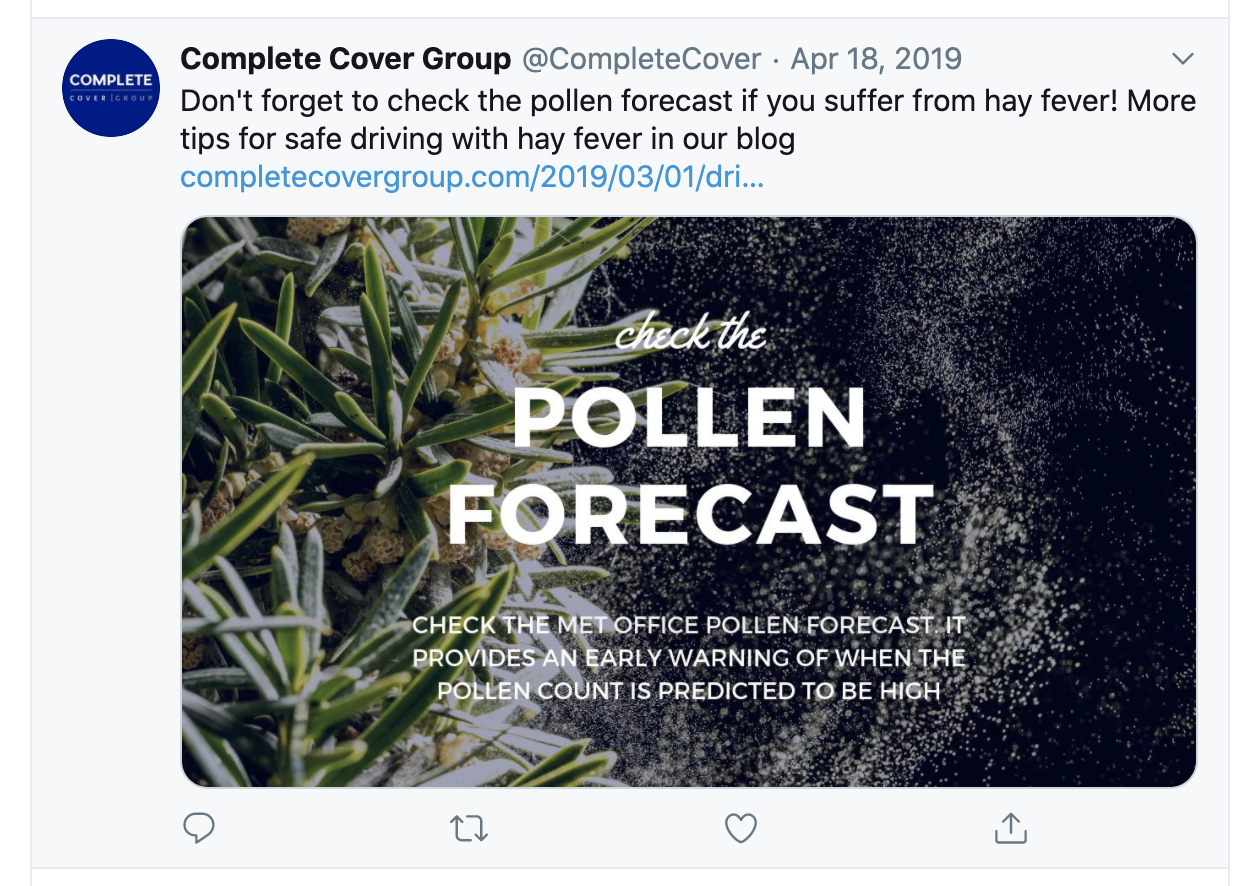 Complete Cover Group @CompleteCover · Apr 18, 2019
COMPLETE
COVER | GROUP
Don't forget to check the pollen forecast if you suffer from hay fever! More
tips for safe driving with hay fever in our blog
completecovergroup.com/2019/03/01/dri...
check the
POLLEN
FORECAST
CHECK THE MET OFFICE POLLEN FORECAST. IT
PROVIDES AN EARLY WARNING OF WHEN THE
POLLEN COUNT IS PREDICTED TO BE HIGH